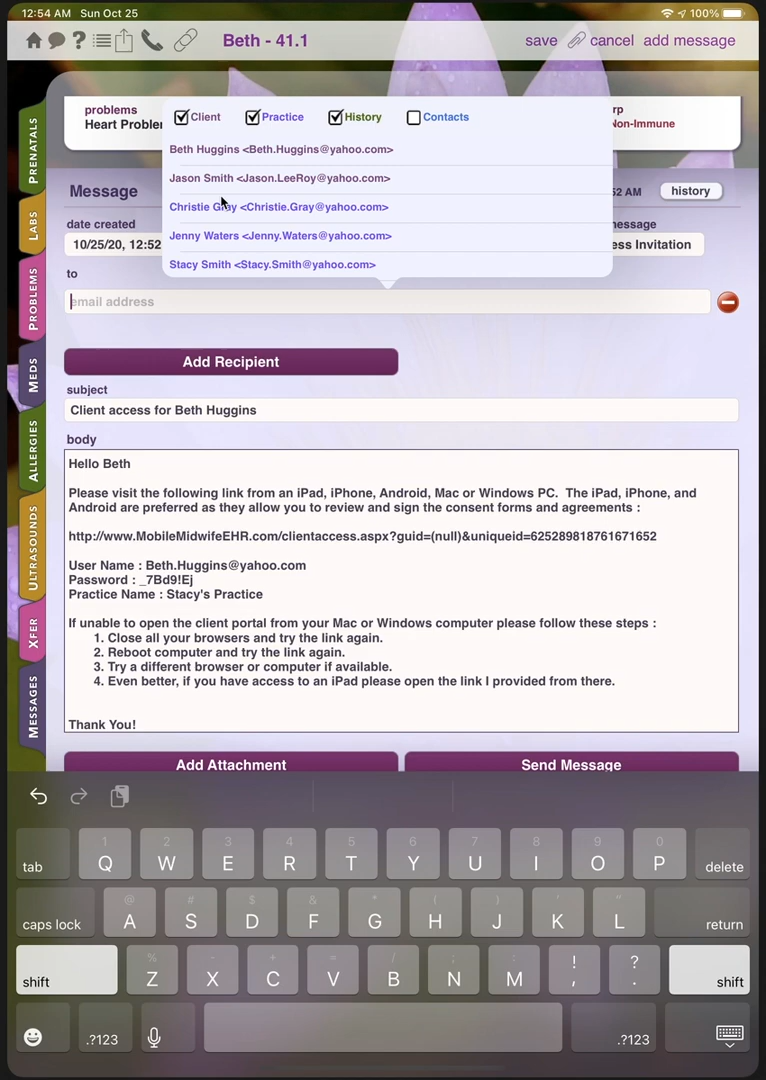 12:54 AM Sun Oct 25
100%
Beth - 41.1
save cancel add message
problems
Heart Probler
rp
Non-Immune
Client Practice History Contacts
Beth Huggins <Beth.Huggins@yahoo.com>
Jason Smith <Jason.LeeRoy@yahoo.com>
Christie Gray <Christie.Gray@yahoo.com>
Jenny Waters <Jenny.Waters@yahoo.com>
Stacy Smith <Stacy.Smith@yahoo.com>
Message
52 AM history
date created
message
10/25/20, 12:52
ess Invitation
to
email address
Add Recipient
subject
Client access for Beth Huggins
body
Hello Beth
Please visit the following link from an iPad, iPhone, Android, Mac or Windows PC. The iPad, iPhone, and
Android are preferred as they allow you to review and sign the consent forms and agreements :
http://www.MobileMidwifeEHR.com/clientaccess.aspx?guid=(null)&uniqueid=625289818761671652
User Name : Beth.Huggins@yahoo.com
Password : _7Bd9!Ej
Practice Name : Stacy's Practice
If unable to open the client portal from your Mac or Windows computer please follow these steps :
1. Close all your browsers and try the link again.
2. Reboot computer and try the link again.
3. Try a different browser or computer if available.
4. Even better, if you have access to an iPad please open the link I provided from there.
Thank You!
Add Attachment
Send Message
PRENATALS
LABS
PROBLEMS
MEDS
ALLERGIES
ULTRASOUNDS
XFER
MESSAGES
1 2 3 4 5 6 7 8 9 0
tab Q W E R T Y U I O P delete
@ # $ & * ( ) ' "
caps lock A S D F G H J K L return
% - + = / ; : ! ?
shift Z X C V B N M , . shift
.?123 .?123